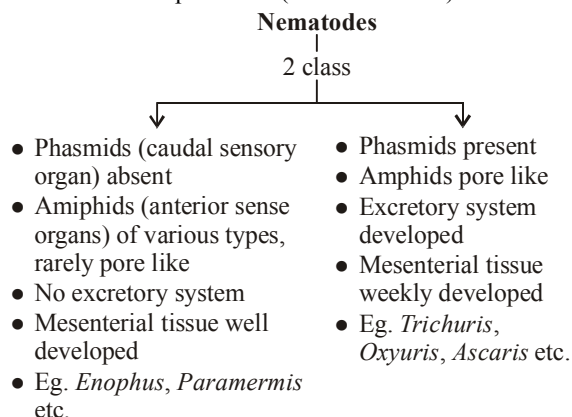 Nematodes
2 class
• Phasmids (caudal sensory
organ) absent
• Amiphids (anterior sense
organs) of various types,
rarely pore like
• No excretory system
• Mesenterial tissue well
developed
• Eg. Enophus, Paramermis
etc.
• Phasmids present
• Amphids pore like
• Excretory system
developed
• Mesenterial tissue
weekly developed
• Eg. Trichuris,
Oxyuris, Ascaris etc.